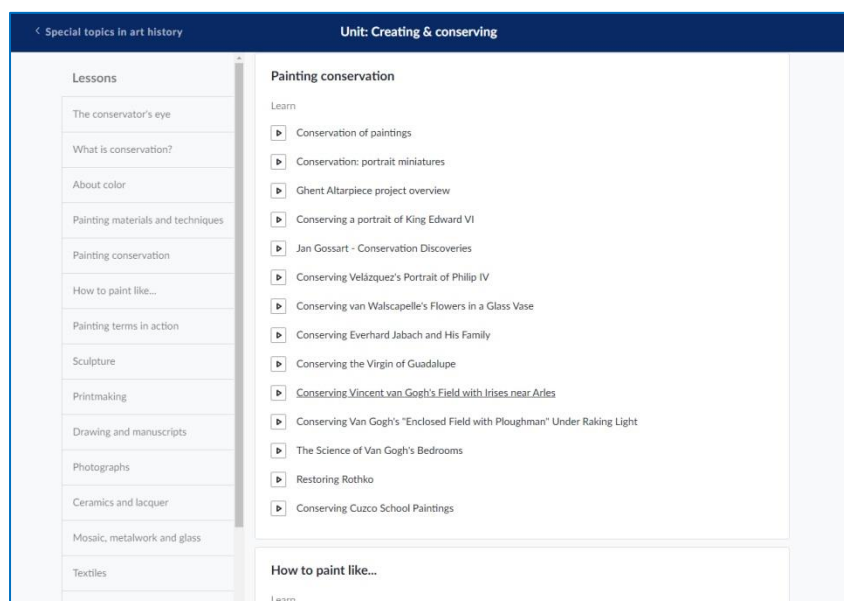 < Special topics in art history
Unit: Creating & conserving
Lessons
The conservator's eye
What is conservation?
About color
Painting materials and techniques
Painting conservation
How to paint like...
Painting terms in action
Sculpture
Printmaking
Drawing and manuscripts
Photographs
Ceramics and lacquer
Mosaic, metalwork and glass
Textiles
Painting conservation
Learn
Conservation of paintings
Conservation: portrait miniatures
Ghent Altarpiece project overview
Conserving a portrait of King Edward VI
Jan Gossart - Conservation Discoveries
Conserving Velázquez's Portrait of Philip IV
Conserving van Walscapelle's Flowers in a Glass Vase
Conserving Everhard Jabach and His Family
Conserving the Virgin of Guadalupe
Conserving Vincent van Gogh's Field with Irises near Arles
Conserving Van Gogh's "Enclosed Field with Ploughman" Under Raking Light
The Science of Van Gogh's Bedrooms
Restoring Rothko
Conserving Cuzco School Paintings
How to paint like...
Learn